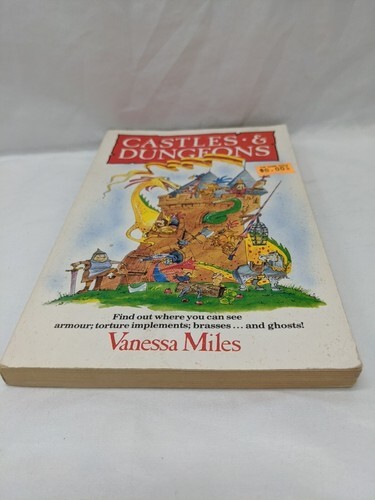 CASTLES · &
DUNGEONS
Find out where you can see
armour; torture implements; brasses ... and ghosts!
Vanessa Miles